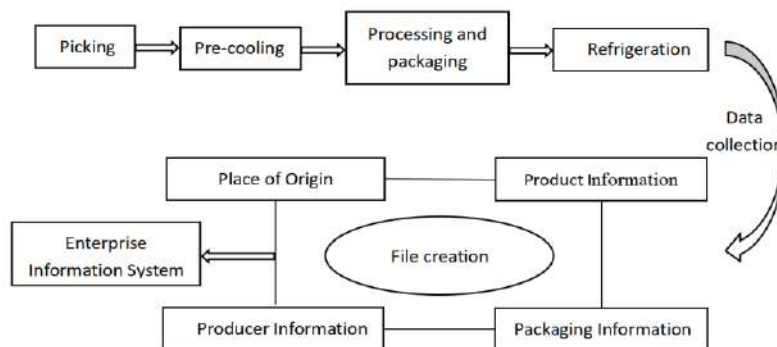 Picking
Pre-cooling
Processing and
packaging
Refrigeration
Data
collection
Place of Origin
Product Information
Enterprise
Information System
File creation
Producer Information
Packaging Information